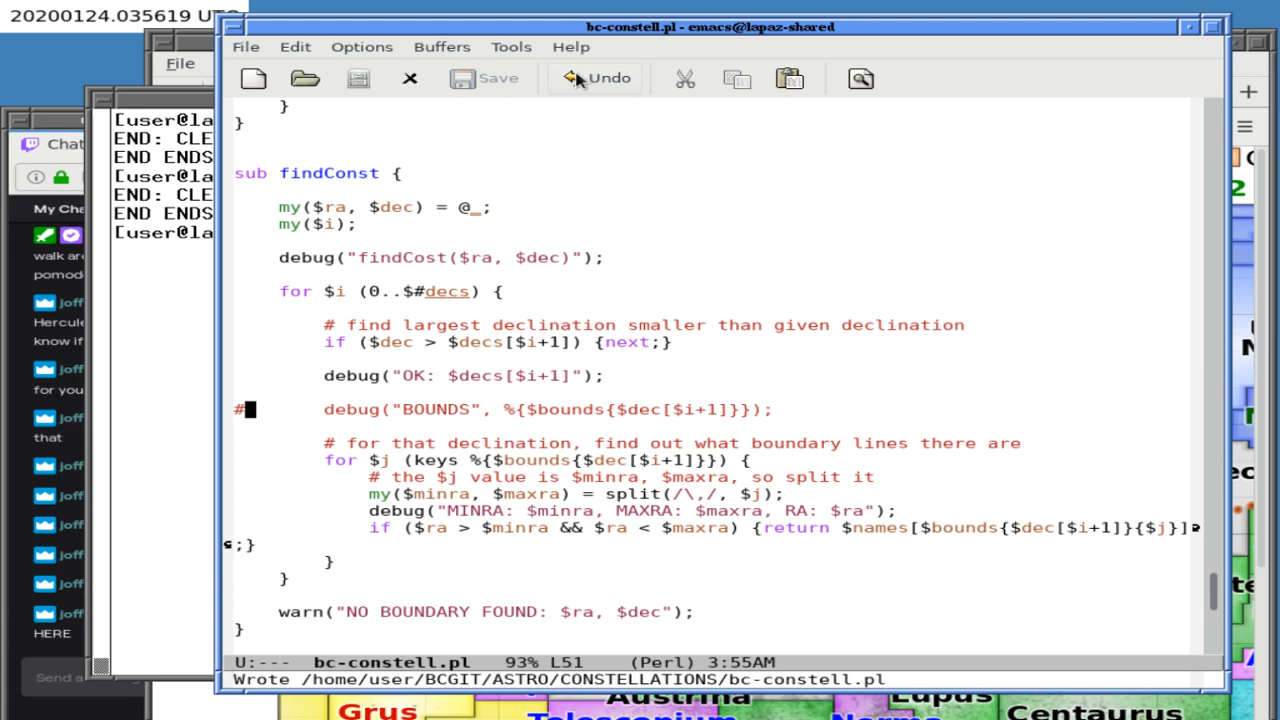 20200124.035619 UTC
bc-constell.pl - emacs@lapaz-shared
File Edit Options Buffers Tools Help
Save Undo
}
}
sub findConst {
my($ra, $dec) = @_;
my($i);
debug("findCost($ra, $dec)");
for $i (0..$#decs) {
# find largest declination smaller than given declination
if ($dec > $decs[$i+1]) {next;}
debug("OK: $decs[$i+1]");
# debug("BOUNDS", %{$bounds{$dec[$i+1]}});
# for that declination, find out what boundary lines there are
for $j (keys %{$bounds{$dec[$i+1]}}) {
# the $j value is $minra, $maxra, so split it
my($minra, $maxra) = split(/\,/, $j);
debug("MINRA: $minra, MAXRA: $maxra, RA: $ra");
if ($ra > $minra && $ra < $maxra) {return $names[$bounds{$dec[$i+1]}{$j}]
;}
}
}
warn("NO BOUNDARY FOUND: $ra, $dec");
}
U:--- bc-constell.pl 93% L51 (Perl) 3:55AM
Wrote /home/user/BCGIT/ASTRO/CONSTELLATIONS/bc-constell.pl
File
[user@la
END: CLE
END ENDS
[user@la
END: CLE
END ENDS
[user@la
Chat
My Cha
walk are
pomod
Joff
Hercule
know if
Joff
for you
Joff
that
Joff
Joff
Joff
Joff
Joff
Joff
HERE
Send a
Grus
Austrina
Telescopium
Lupus
Norma
Centaurus